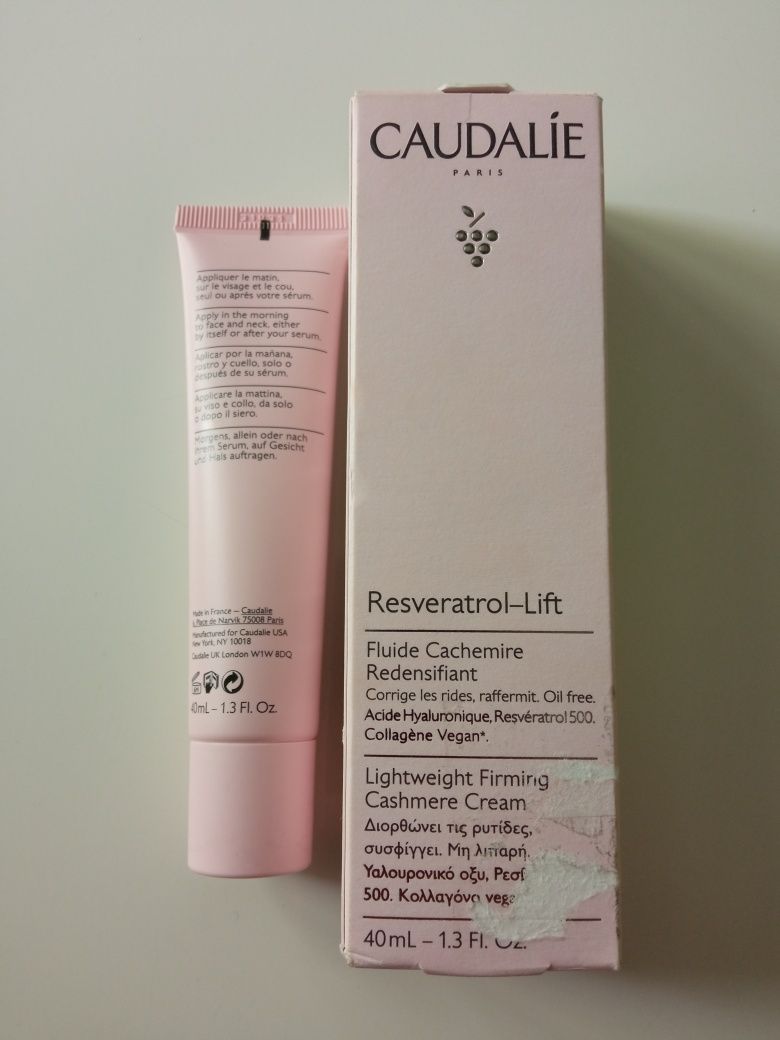 Appliquer le matin,
sur le visage et le cou,
seul ou après votre sérum.
Apply in the morning
to face and neck, either
by itself or after your serum.
Aplicar por la mañana,
rostro y cuello, solo o
después de su sérum.
Applicare la mattina,
su viso e collo, da solo
o dopo il siero.
Morgens, allein oder nach
Ihrem Serum, auf Gesicht
und Hals auftragen.
Made in France – Caudalie
Place de Narvik 75008 Paris
Manufactured for Caudalie USA
New York, NY 10018
Caudalie UK London W1W 8DQ
40mL – 1.3 Fl. Oz.
CAUDALÍE
PARIS
Resveratrol–Lift
Fluide Cachemire
Redensifiant
Corrige les rides, raffermit. Oil free.
Acide Hyaluronique, Resvératrol 500.
Collagène Vegan*.
Lightweight Firming
Cashmere Cream
Διορθώνει τις ρυτίδες,
συσφίγγει. Μη λιπαρή.
Υαλουρονικό οξυ,
500. Κολλαγόνο
40mL – 1.3 Fl. Oz.